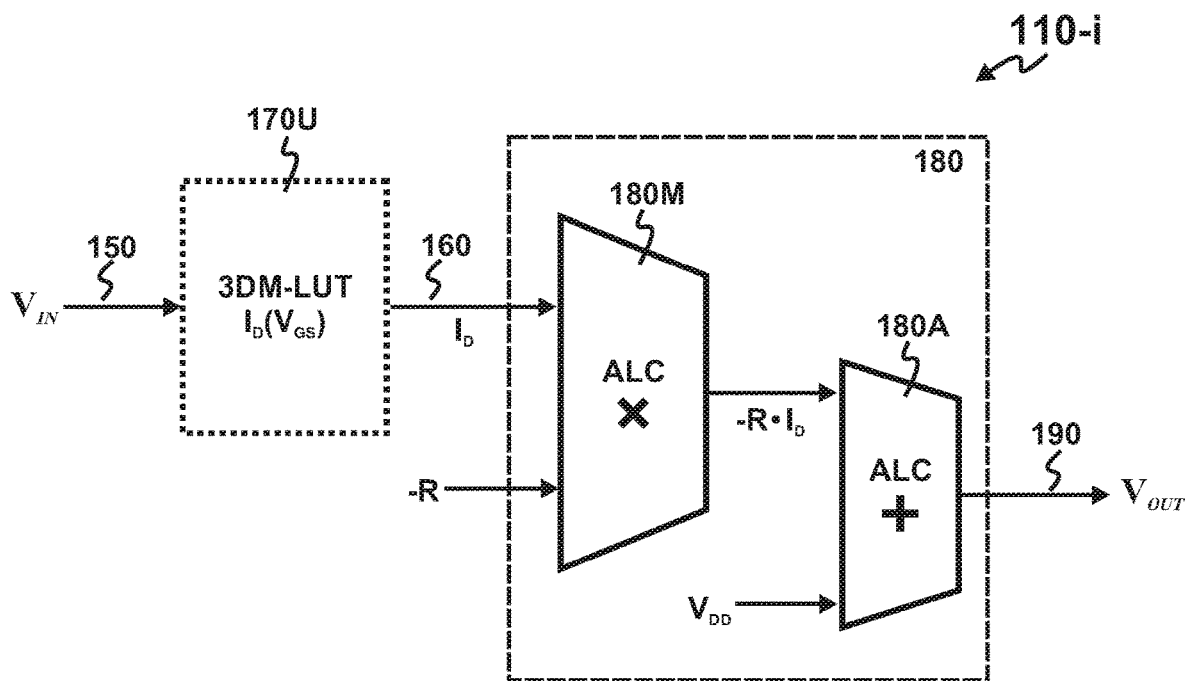 110-i
170U
180
180M
150
160
3DM-LUT
I_D(V_GS)
V_IN
I_D
ALC
×
180A
-R•I_D
ALC
+
190
-R
V_OUT
V_DD